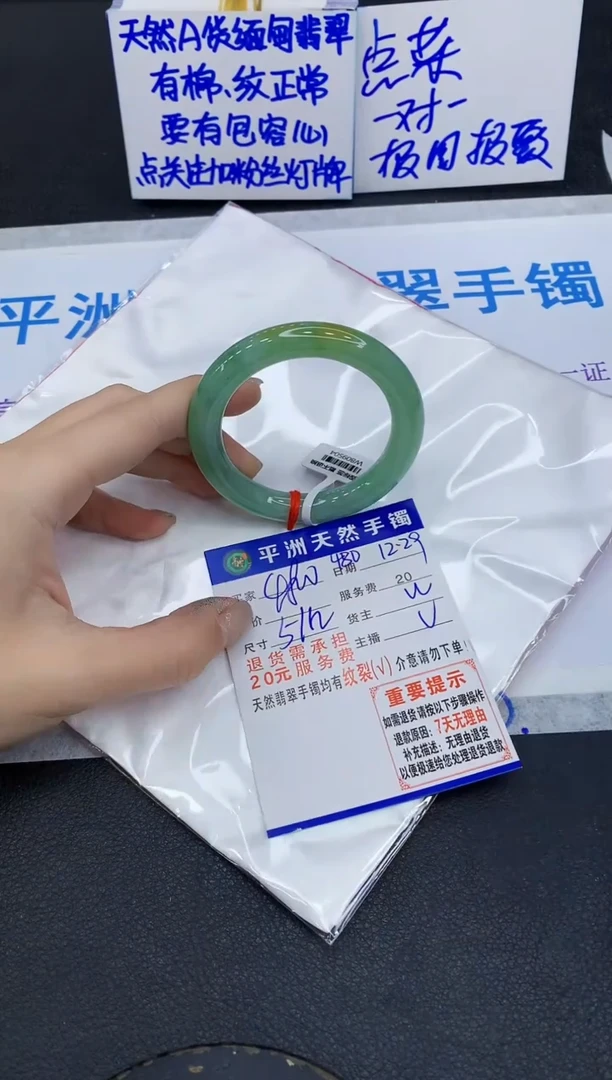 天然A货缅甸翡翠
有棉、纹正常
要有包容(心)
点关注加粉丝灯牌
点菜
一对一
平洲
翠手镯
一证
W809504
平洲天然手镯
买家
480
日期 12-29
价
服务费 20
尺寸
货主
主播
退货需承担
20元服务费
天然翡翠手镯均有纹裂(√)介意请勿下单!
重要提示
如需退货请按以下步骤操作
退款原因:7天无理由
补充描述:无理由退货
以便极速给您处理退货退款